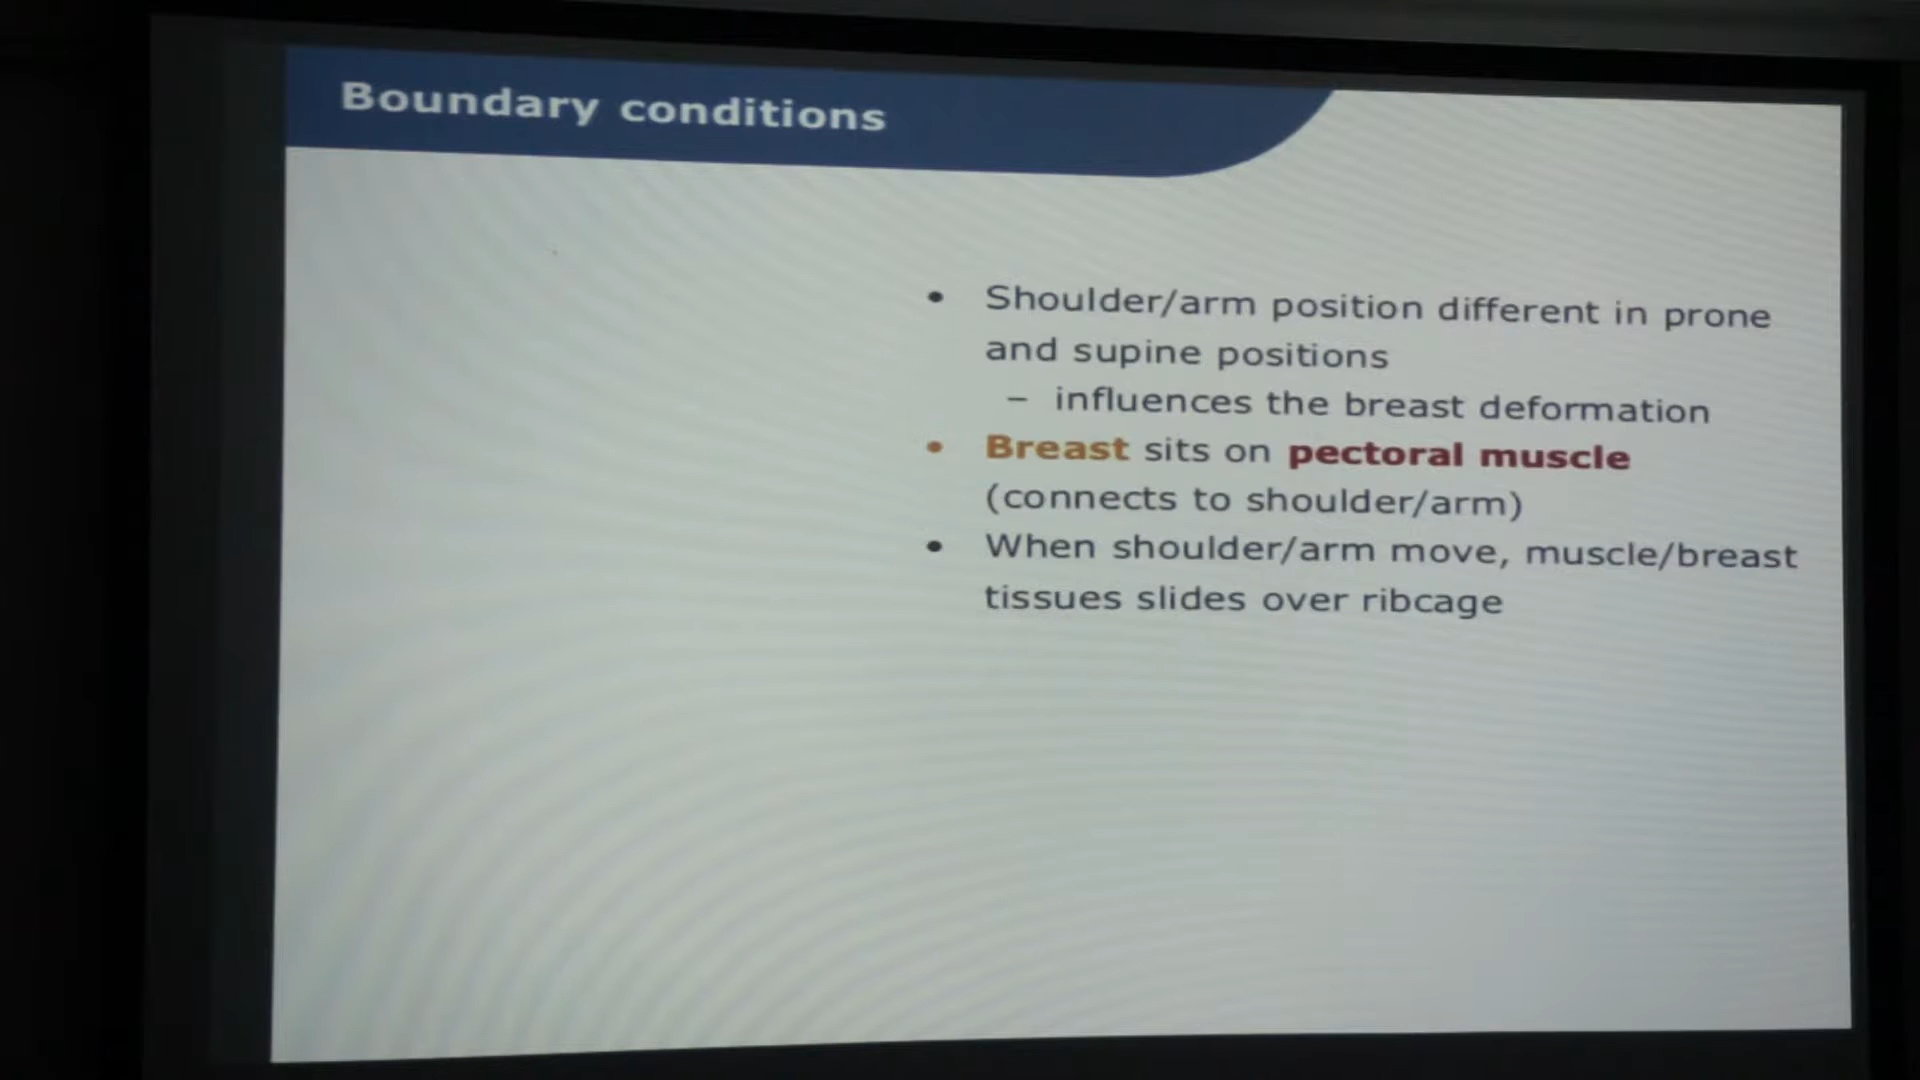 Boundary conditions
• Shoulder/arm position different in prone
and supine positions
– influences the breast deformation
• Breast sits on pectoral muscle
(connects to shoulder/arm)
• When shoulder/arm move, muscle/breast
tissues slides over ribcage